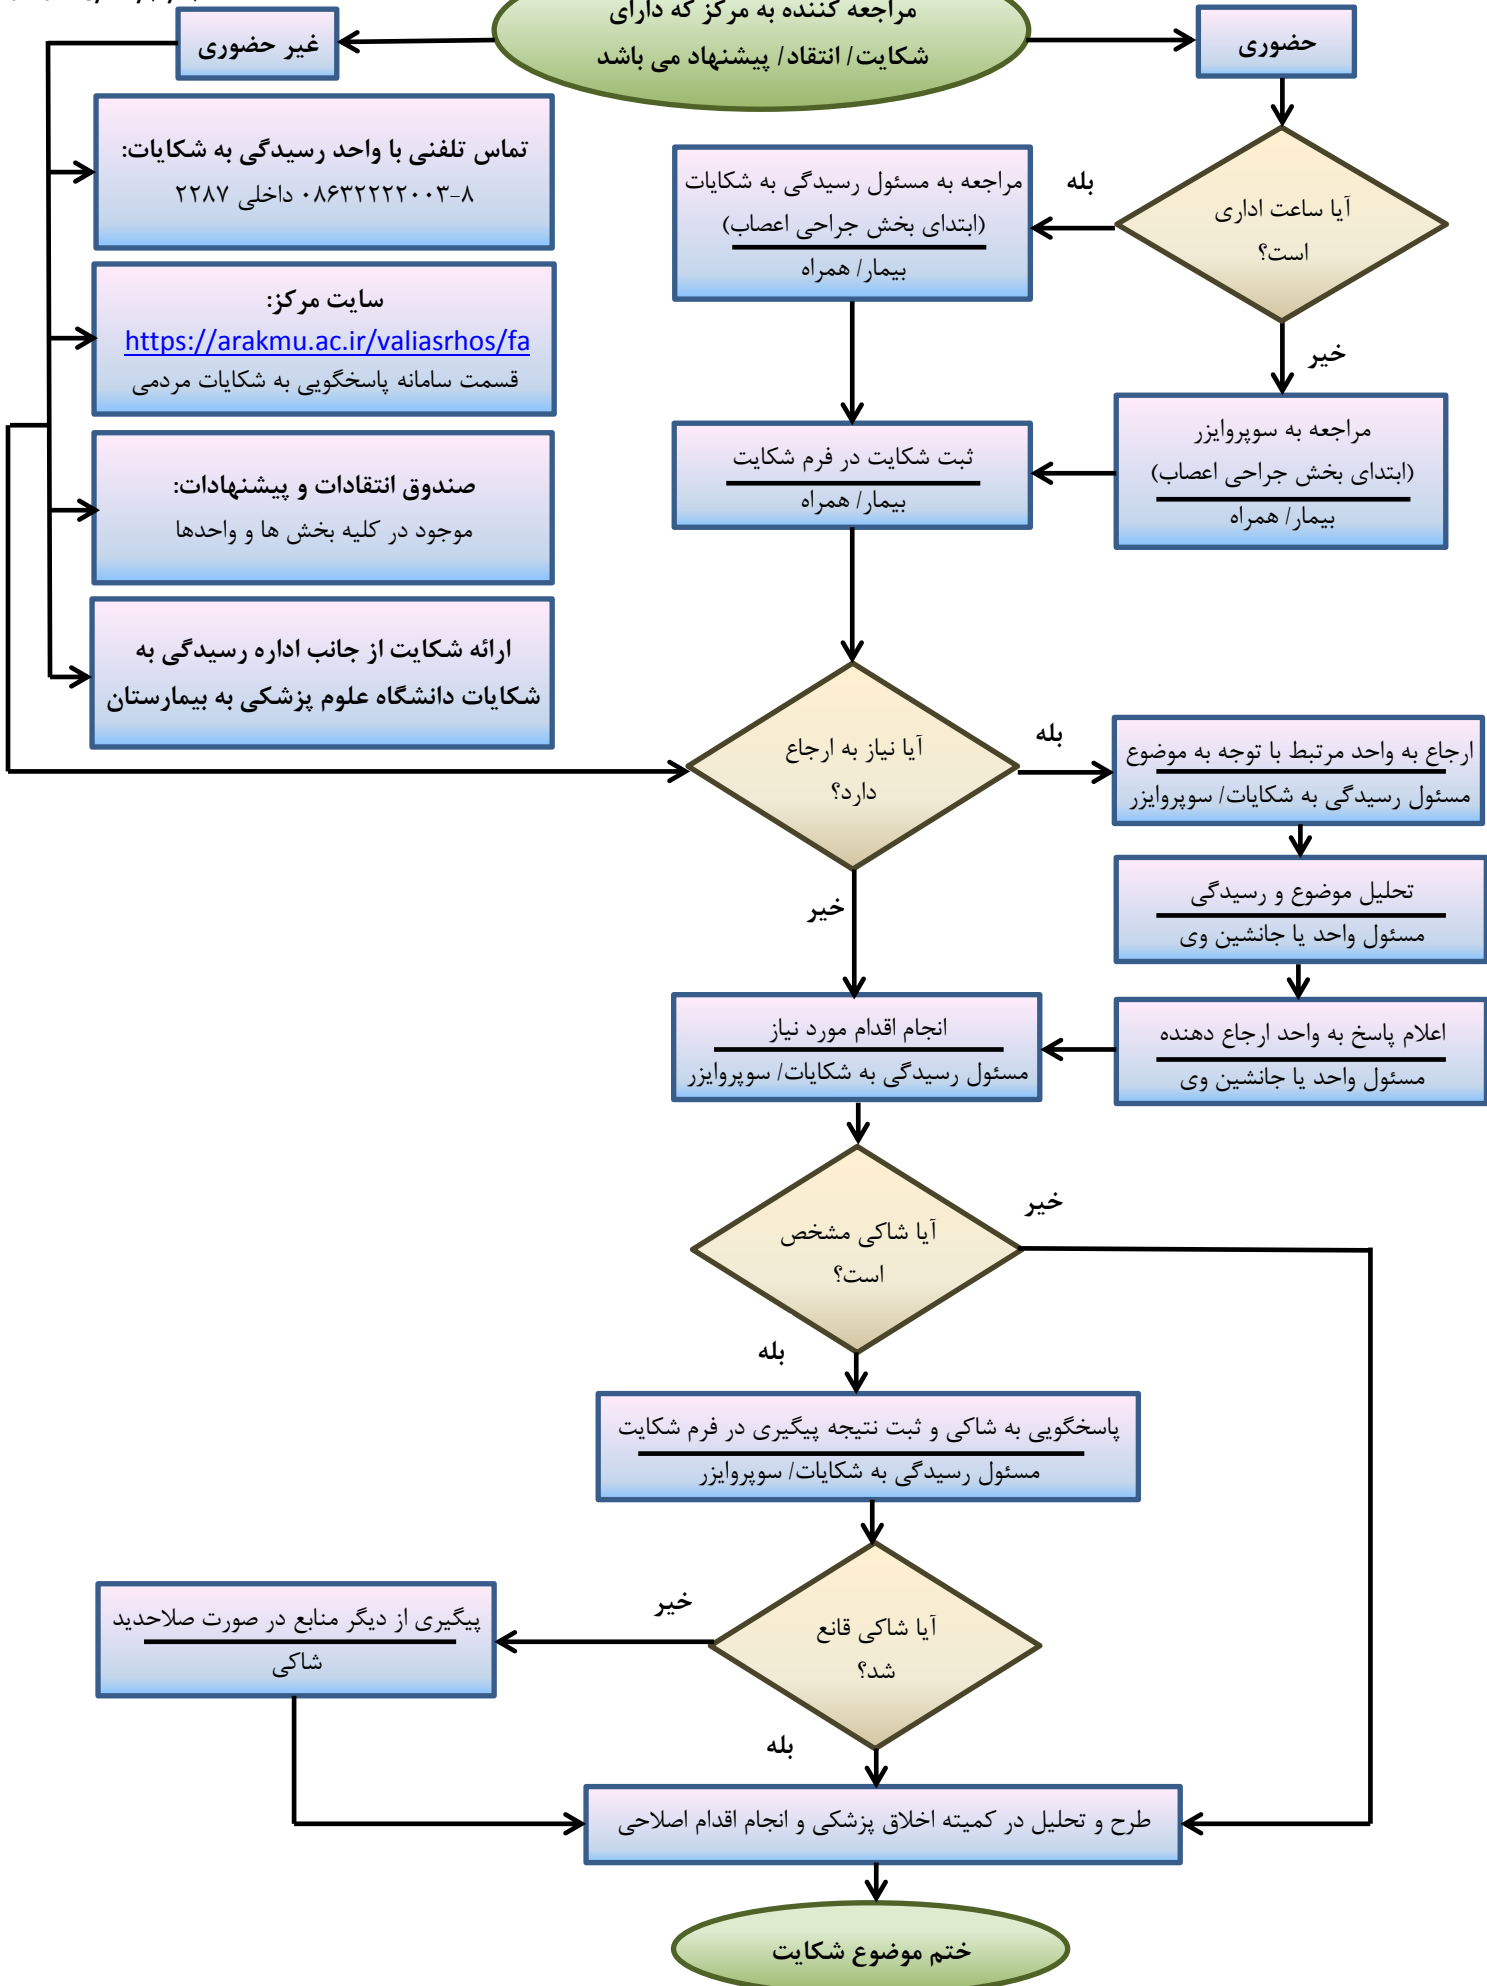 مراجعه کننده به مرکز که دارای
شکایت/ انتقاد/ پیشنهاد می باشد
حضوری
غیر حضوری
تماس تلفنی با واحد رسیدگی به شکایات:
۰۸۶۳۲۲۲۲۰۰۳-۸ داخلی ۲۲۸۷
سایت مرکز:
https://arakmu.ac.ir/valiasrhos/fa
قسمت سامانه پاسخگویی به شکایات مردمی
صندوق انتقادات و پیشنهادات:
موجود در کلیه بخش ها و واحدها
ارائه شکایت از جانب اداره رسیدگی به
شکایات دانشگاه علوم پزشکی به بیمارستان
آیا ساعت اداری
است؟
بله
مراجعه به مسئول رسیدگی به شکایات
(ابتدای بخش جراحی اعصاب)
بیمار/ همراه
خیر
مراجعه به سوپروایزر
(ابتدای بخش جراحی اعصاب)
بیمار/ همراه
ثبت شکایت در فرم شکایت
بیمار/ همراه
آیا نیاز به ارجاع
دارد؟
بله
ارجاع به واحد مرتبط با توجه به موضوع
مسئول رسیدگی به شکایات/ سوپروایزر
تحلیل موضوع و رسیدگی
مسئول واحد یا جانشین وی
اعلام پاسخ به واحد ارجاع دهنده
مسئول واحد یا جانشین وی
خیر
انجام اقدام مورد نیاز
مسئول رسیدگی به شکایات/ سوپروایزر
آیا شاکی مشخص
است؟
خیر
بله
پاسخگویی به شاکی و ثبت نتیجه پیگیری در فرم شکایت
مسئول رسیدگی به شکایات/ سوپروایزر
آیا شاکی قانع
شد؟
خیر
پیگیری از دیگر منابع در صورت صلاحدید
شاکی
بله
طرح و تحلیل در کمیته اخلاق پزشکی و انجام اقدام اصلاحی
ختم موضوع شکایت